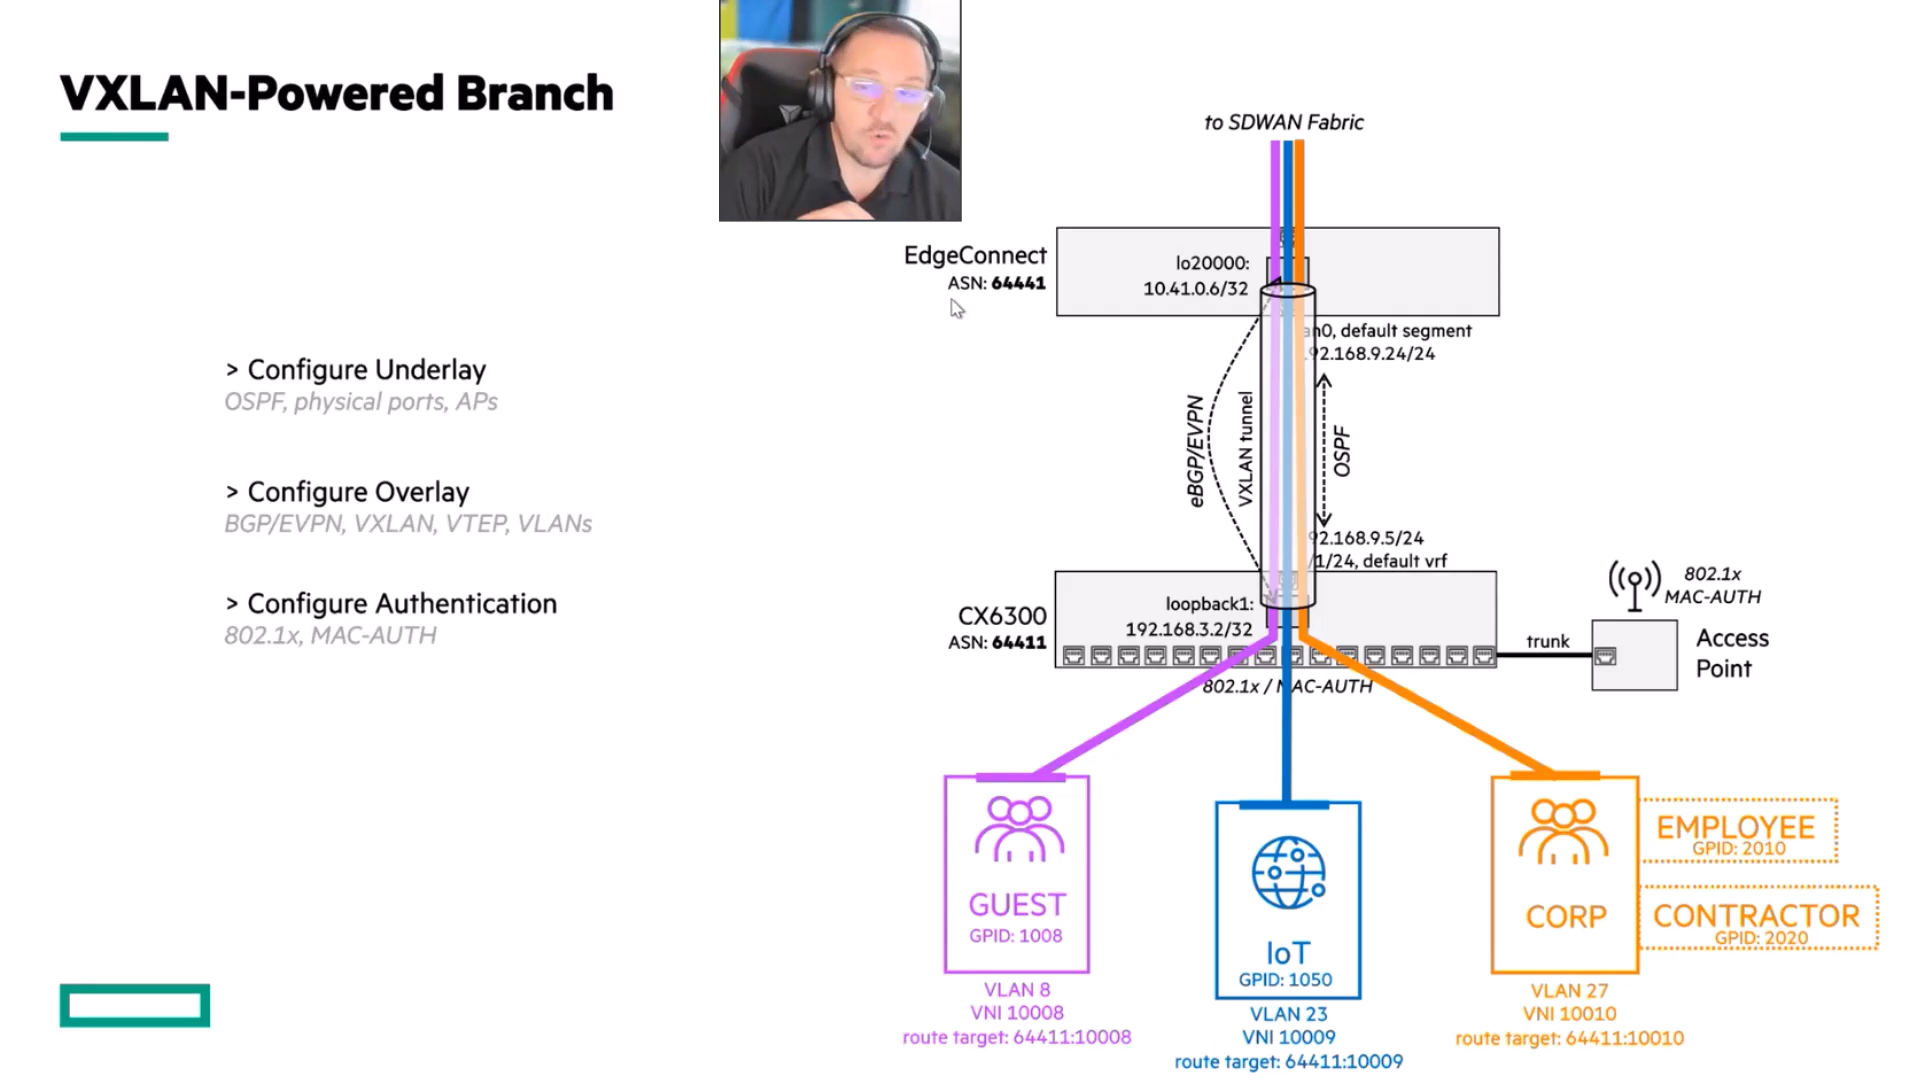 VXLAN-Powered Branch
> Configure Underlay
OSPF, physical ports, APs
> Configure Overlay
BGP/EVPN, VXLAN, VTEP, VLANs
> Configure Authentication
802.1x, MAC-AUTH
to SDWAN Fabric
EdgeConnect
ASN: 64441
lo20000:
10.41.0.6/32
default segment
92.168.9.24/24
eBGP/EVPN
VXLAN tunnel
OSPF
92.168.9.5/24
/1/24, default vrf
CX6300
ASN: 64411
loopback1:
192.168.3.2/32
802.1x / MAC-AUTH
trunk
802.1x
MAC-AUTH
Access
Point
GUEST
GPID: 1008
VLAN 8
VNI 10008
route target: 64411:10008
IoT
GPID: 1050
VLAN 23
VNI 10009
route target: 64411:10009
CORP
EMPLOYEE
GPID: 2010
CONTRACTOR
GPID: 2020
VLAN 27
VNI 10010
route target: 64411:10010